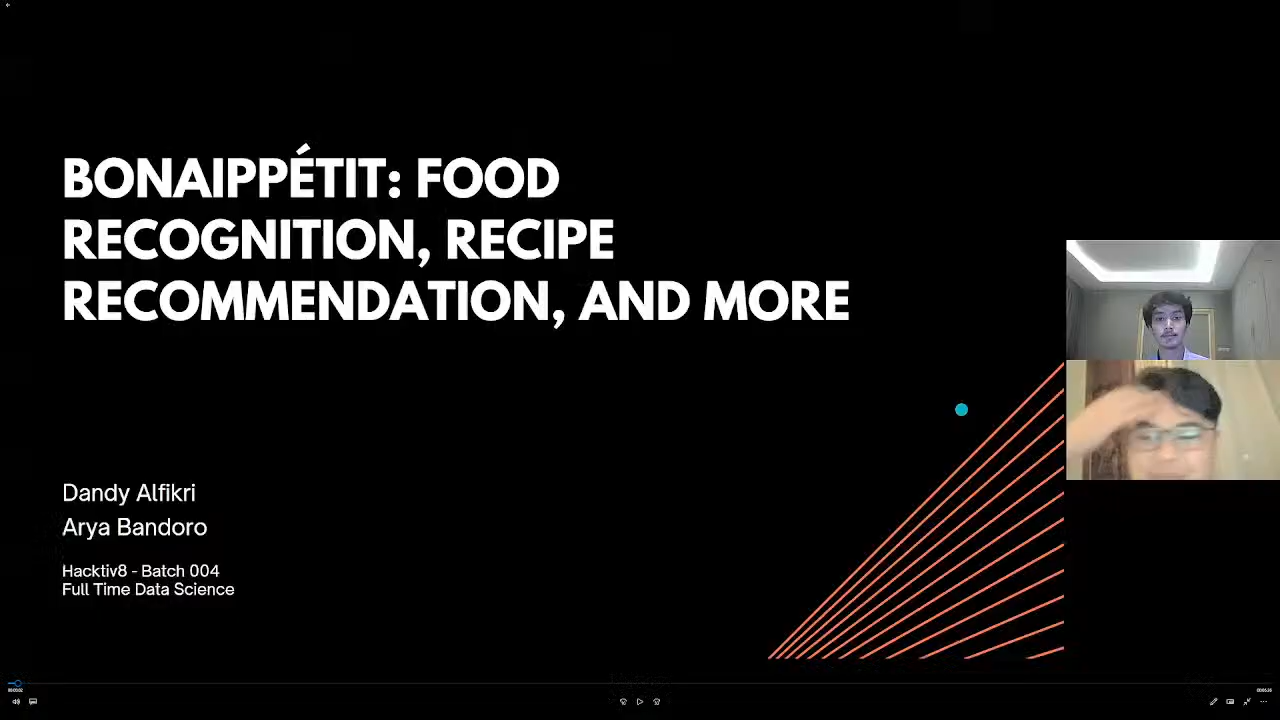 BONAIPPÉTIT: FOOD
RECOGNITION, RECIPE
RECOMMENDATION, AND MORE
Dandy Alfikri
Arya Bandoro
Hacktiv8 - Batch 004
Full Time Data Science